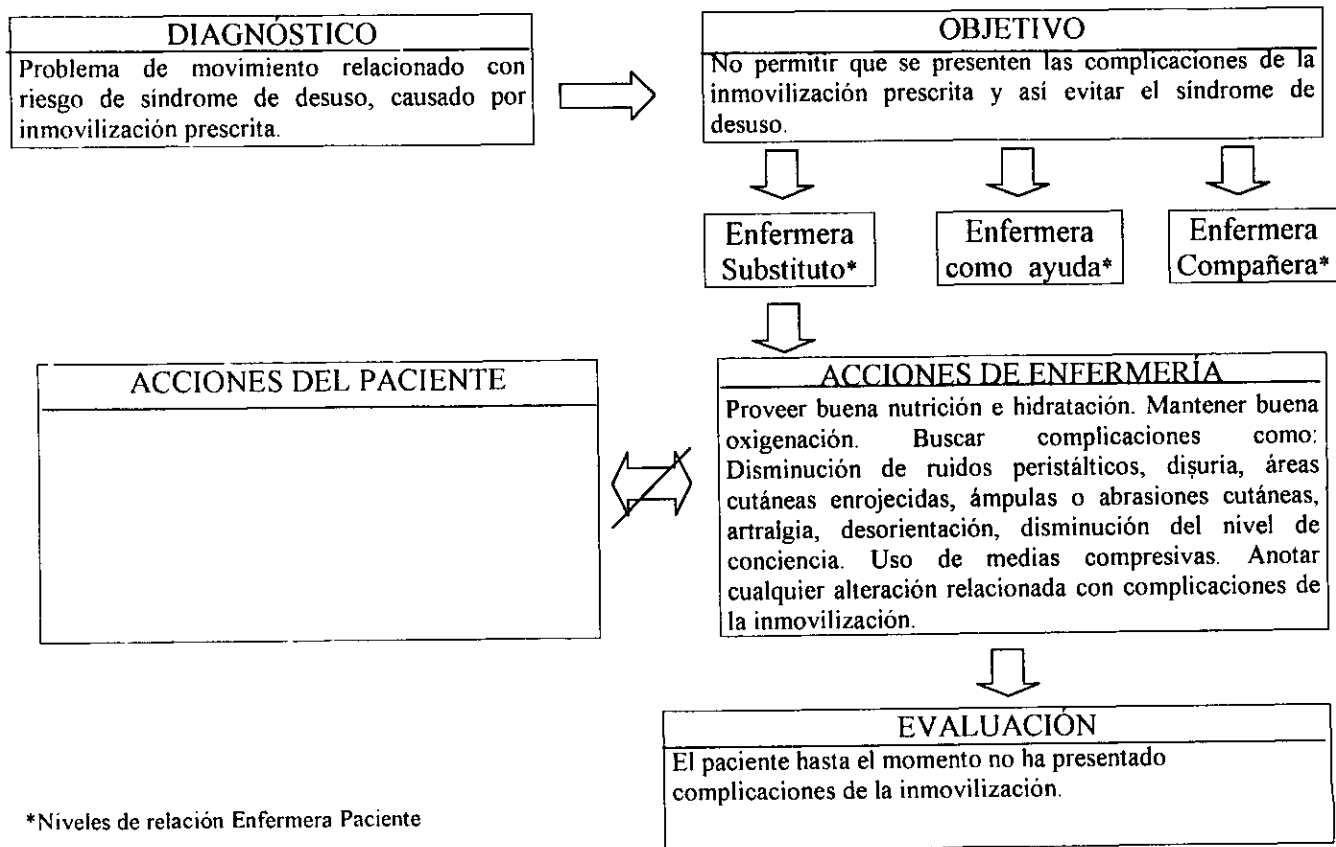 DIAGNÓSTICO
Problema de movimiento relacionado con
riesgo de síndrome de desuso, causado por
inmovilización prescrita.
OBJETIVO
No permitir que se presenten las complicaciones de la
inmovilización prescrita y así evitar el síndrome de
desuso.
Enfermera
Substituto*
Enfermera
como ayuda*
Enfermera
Compañera*
ACCIONES DEL PACIENTE
ACCIONES DE ENFERMERÍA
Proveer buena nutrición e hidratación. Mantener buena
oxigenación. Buscar complicaciones como:
Disminución de ruidos peristálticos, disuria, áreas
cutáneas enrojecidas, ámpulas o abrasiones cutáneas,
artralgia, desorientación, disminución del nivel de
conciencia. Uso de medias compresivas. Anotar
cualquier alteración relacionada con complicaciones de
la inmovilización.
EVALUACIÓN
El paciente hasta el momento no ha presentado
complicaciones de la inmovilización.
*Niveles de relación Enfermera Paciente